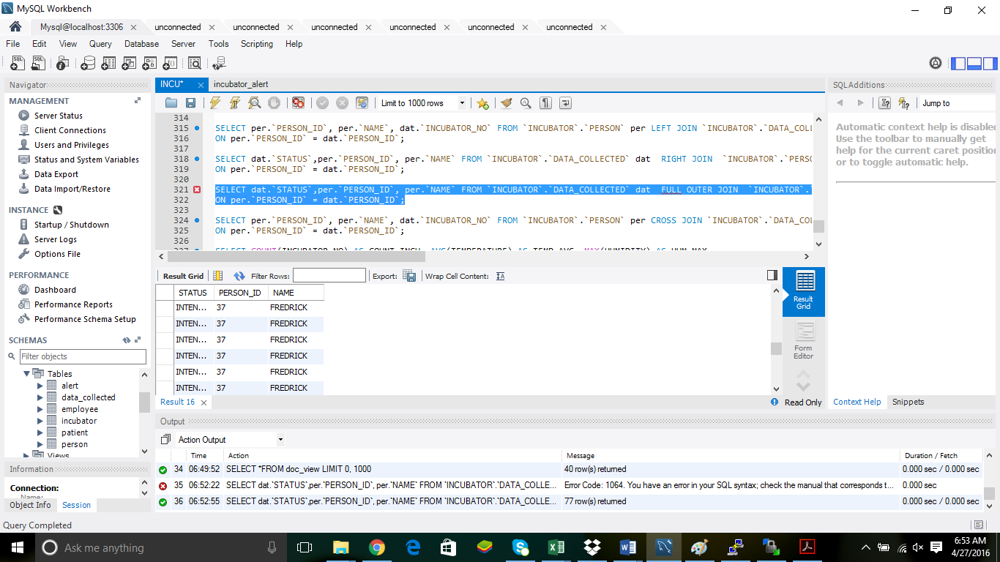 MySQL Workbench
Mysql@localhost:3306 unconnected unconnected unconnected unconnected unconnected unconnected
File Edit View Query Database Server Tools Scripting Help
Navigator
MANAGEMENT
Server Status
Client Connections
Users and Privileges
Status and System Variables
Data Export
Data Import/Restore
INSTANCE
Startup / Shutdown
Server Logs
Options File
PERFORMANCE
Dashboard
Performance Reports
Performance Schema Setup
SCHEMAS
Filter objects
Tables
alert
data_collected
employee
incubator
patient
person
Views
Information
Connection:
Name:
Object Info Session
Query Completed
INCU* incubator_alert
Limit to 1000 rows
314
315 SELECT per.`PERSON_ID`, per.`NAME`, dat.`INCUBATOR_NO` FROM `INCUBATOR`.`PERSON` per LEFT JOIN `INCUBATOR`.`DATA_COLL
316 ON per.`PERSON_ID` = dat.`PERSON_ID`;
317
318 SELECT dat.`STATUS`,per.`PERSON_ID`, per.`NAME` FROM `INCUBATOR`.`DATA_COLLECTED` dat RIGHT JOIN `INCUBATOR`.`PERSO
319 ON per.`PERSON_ID` = dat.`PERSON_ID`;
320
321 SELECT dat.`STATUS`,per.`PERSON_ID`, per.`NAME` FROM `INCUBATOR`.`DATA_COLLECTED` dat FULL OUTER JOIN `INCUBATOR`.`
322 ON per.`PERSON_ID` = dat.`PERSON_ID`;
323
324 SELECT per.`PERSON_ID`, per.`NAME`, dat.`INCUBATOR_NO` FROM `INCUBATOR`.`PERSON` per CROSS JOIN `INCUBATOR`.`DATA_COL
325 ON per.`PERSON_ID` = dat.`PERSON_ID`;
326
327 SELECT COUNT(INCUBATOR_NO) AS COUNT_INCU, AVG(TEMPERATURE) AS TEMP_AVG, MAX(HUMIDITY) AS HUM_MAX
Result Grid Filter Rows: Export: Wrap Cell Content:
STATUS PERSON_ID NAME
INTEN... 37 FREDRICK
INTEN... 37 FREDRICK
INTEN... 37 FREDRICK
INTEN... 37 FREDRICK
INTEN... 37 FREDRICK
INTEN... 37 FREDRICK
Result Grid
Form Editor
Result 16 Read Only
SQLAdditions
Jump to
Automatic context help is disabled.
Use the toolbar to manually get
help for the current caret position
or to toggle automatic help.
Context Help Snippets
Output
Action Output
Time Action Message Duration / Fetch
34 06:49:52 SELECT *FROM doc_view LIMIT 0, 1000 40 row(s) returned 0.000 sec / 0.000 sec
35 06:52:22 SELECT dat.`STATUS`,per.`PERSON_ID`, per.`NAME` FROM `INCUBATOR`.`DATA_COLLE... Error Code: 1064. You have an error in your SQL syntax; check the manual that corresponds t... 0.000 sec
36 06:52:55 SELECT dat.`STATUS`,per.`PERSON_ID`, per.`NAME` FROM `INCUBATOR`.`DATA_COLLE... 77 row(s) returned 0.000 sec / 0.000 sec
Ask me anything
6:53 AM
4/27/2016